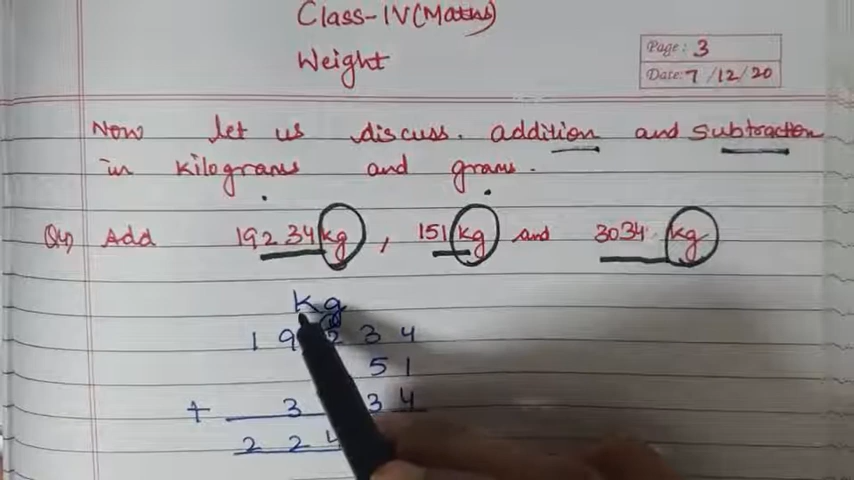 Class-IV (Maths)
Weight
Page: 3
Date: 7/12/20
Now let us discuss. addition and subtraction
in kilograms and grams.
Q4) Add 19234 kg, 151 kg and 3034 kg
kg
1 9 2 3 4
5 1
+ 3 3 4
2 2 4